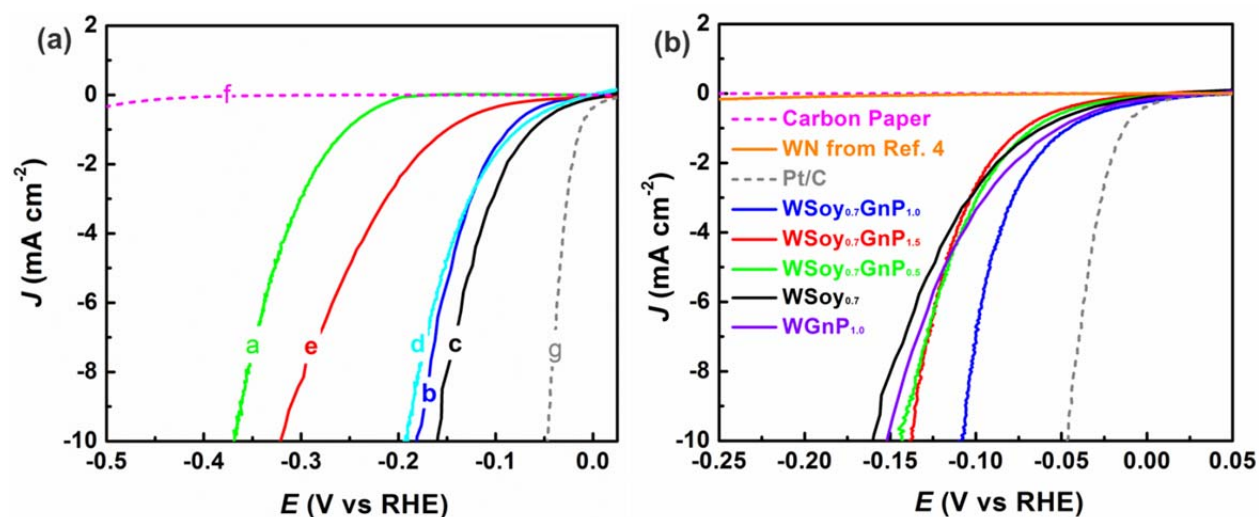 (a)
2
0
-2
-4
-6
-8
-10
J (mA cm⁻²)
f
a
e
d
b
c
g
-0.5 -0.4 -0.3 -0.2 -0.1 0.0
E (V vs RHE)
(b)
2
0
-2
-4
-6
-8
-10
J (mA cm⁻²)
Carbon Paper
WN from Ref. 4
Pt/C
WSoy₀.₇GnP₁.₀
WSoy₀.₇GnP₁.₅
WSoy₀.₇GnP₀.₅
WSoy₀.₇
WGnP₁.₀
-0.25 -0.20 -0.15 -0.10 -0.05 0.00 0.05
E (V vs RHE)